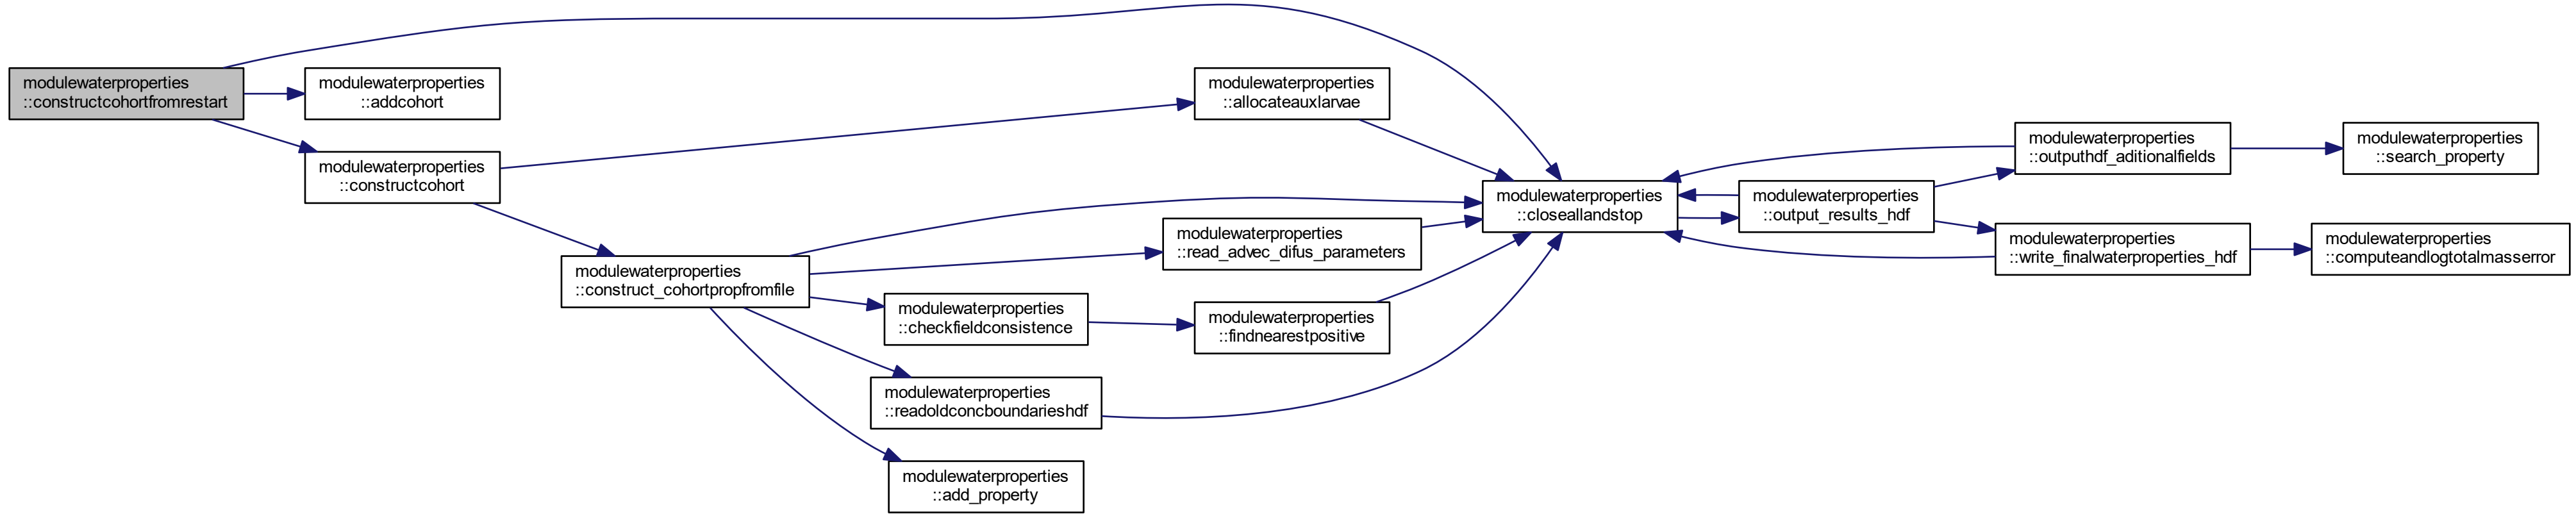 modulewaterproperties
::constructcohortfromrestart
modulewaterproperties
::addcohort
modulewaterproperties
::constructcohort
modulewaterproperties
::construct_cohortpropfromfile
modulewaterproperties
::allocateauxlarvae
modulewaterproperties
::read_advec_difus_parameters
modulewaterproperties
::checkfieldconsistence
modulewaterproperties
::findnearestpositive
modulewaterproperties
::readoldconcboundarieshdf
modulewaterproperties
::add_property
modulewaterproperties
::closeallandstop
modulewaterproperties
::output_results_hdf
modulewaterproperties
::outputhdf_aditionalfields
modulewaterproperties
::search_property
modulewaterproperties
::write_finalwaterproperties_hdf
modulewaterproperties
::computeandlogtotalmasserror